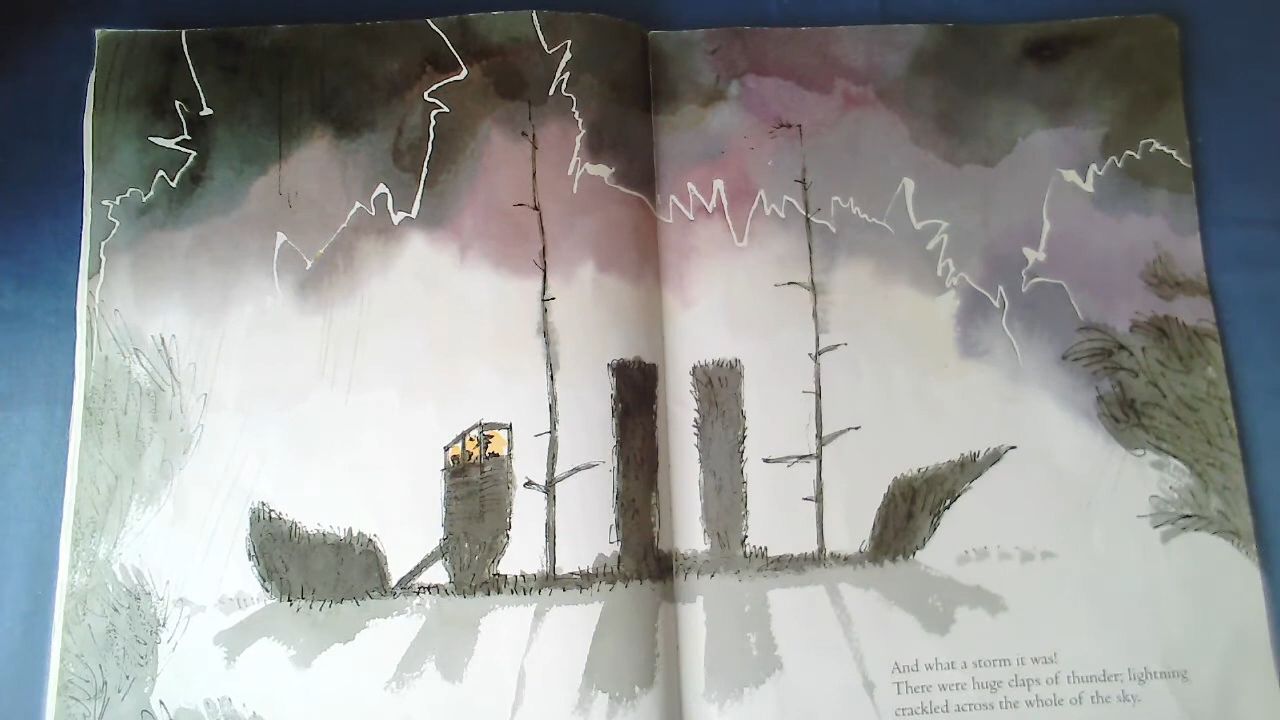 And what a storm it was!
There were huge claps of thunder; lightning
crackled across the whole of the sky.